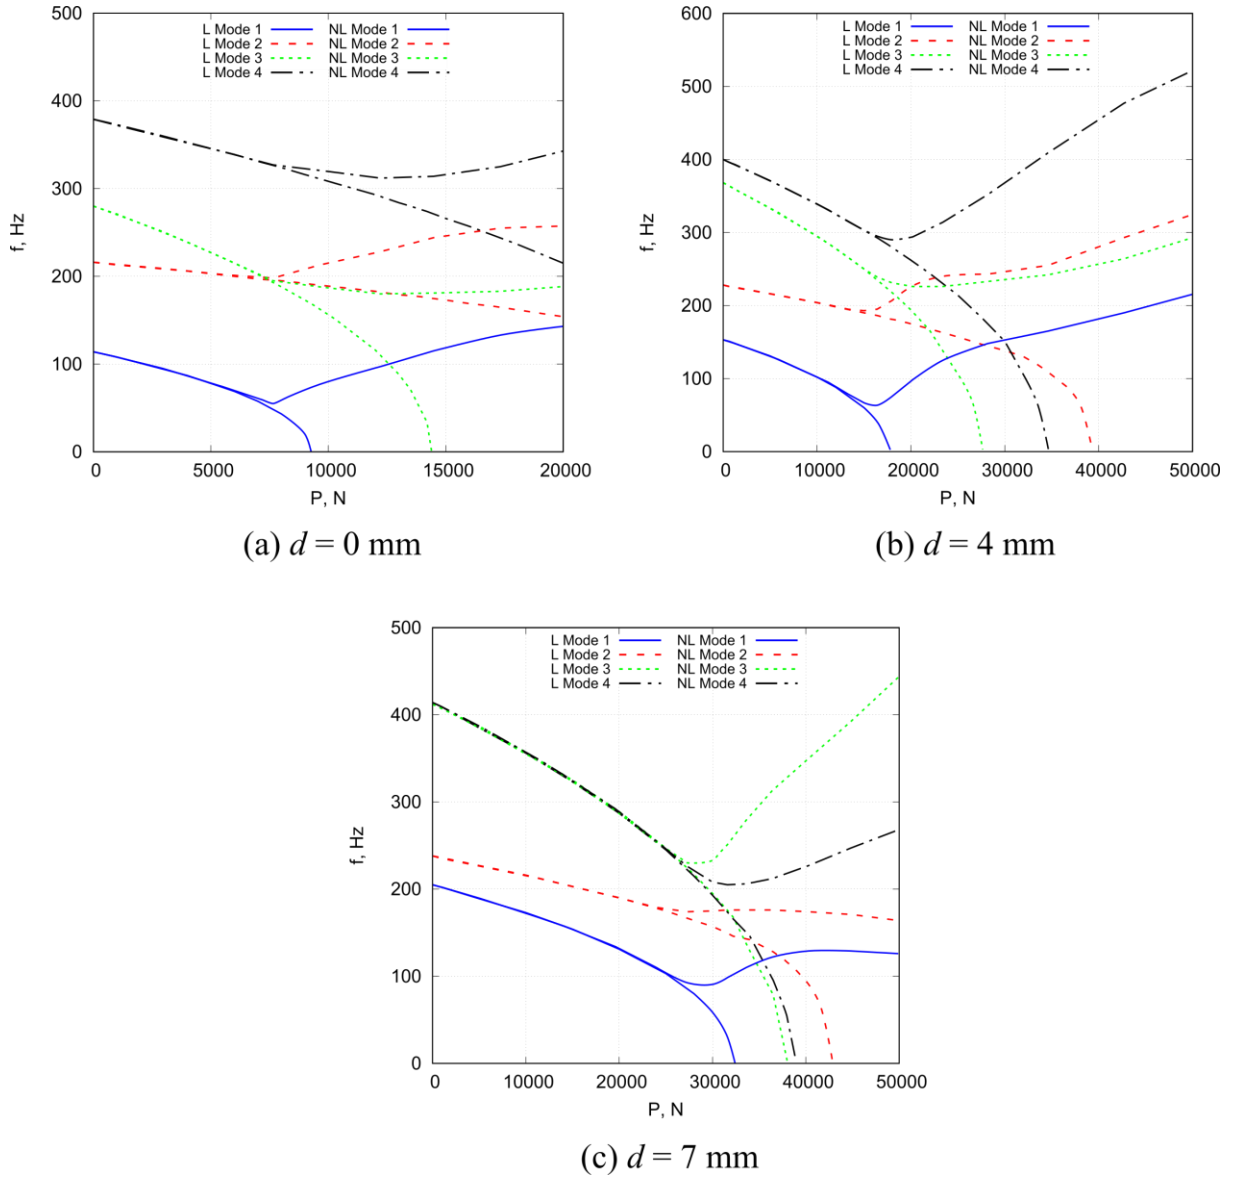 500
400
300
200
100
0
f, Hz
L Mode 1 NL Mode 1
L Mode 2 NL Mode 2
L Mode 3 NL Mode 3
L Mode 4 NL Mode 4
0 5000 10000 15000 20000
P, N
(a) d = 0 mm
600
500
400
300
200
100
0
f, Hz
L Mode 1 NL Mode 1
L Mode 2 NL Mode 2
L Mode 3 NL Mode 3
L Mode 4 NL Mode 4
0 10000 20000 30000 40000 50000
P, N
(b) d = 4 mm
500
400
300
200
100
0
f, Hz
L Mode 1 NL Mode 1
L Mode 2 NL Mode 2
L Mode 3 NL Mode 3
L Mode 4 NL Mode 4
0 10000 20000 30000 40000 50000
P, N
(c) d = 7 mm